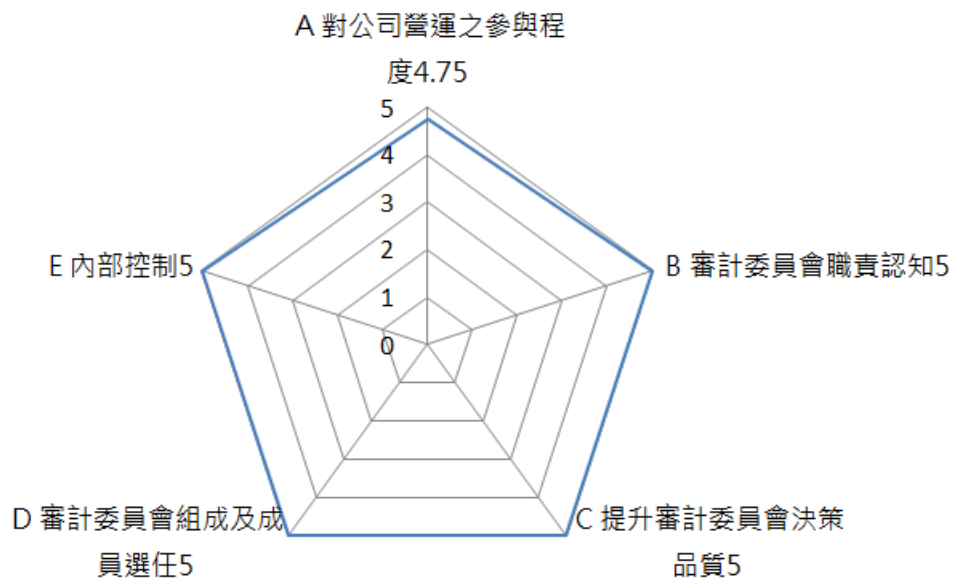 A 對公司營運之參與程
度4.75
5
4
3
2
1
0
E 內部控制5
B 審計委員會職責認知5
D 審計委員會組成及成
員選任5
C 提升審計委員會決策
品質5